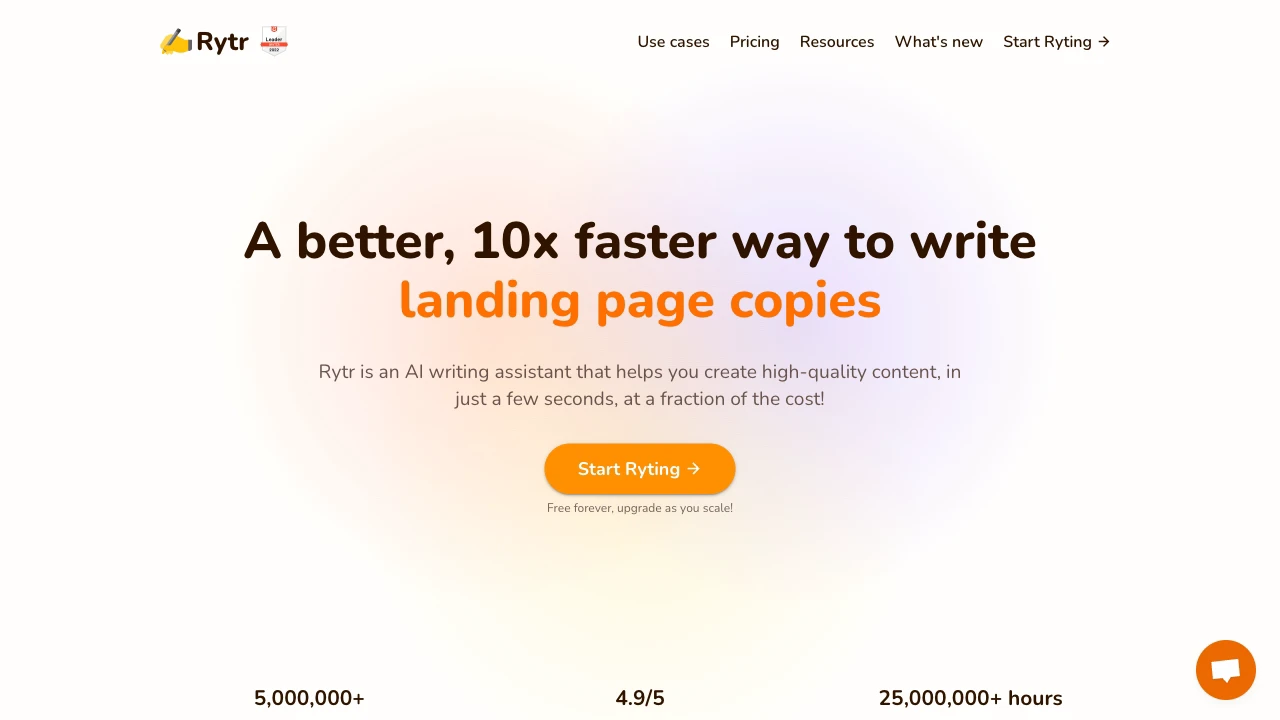 Rytr
Leader
2022
Use cases
Pricing
Resources
What's new
Start Ryting →
A better, 10x faster way to write
landing page copies
Rytr is an AI writing assistant that helps you create high-quality content, in
just a few seconds, at a fraction of the cost!
Start Ryting →
Free forever, upgrade as you scale!
5,000,000+
4.9/5
25,000,000+ hours